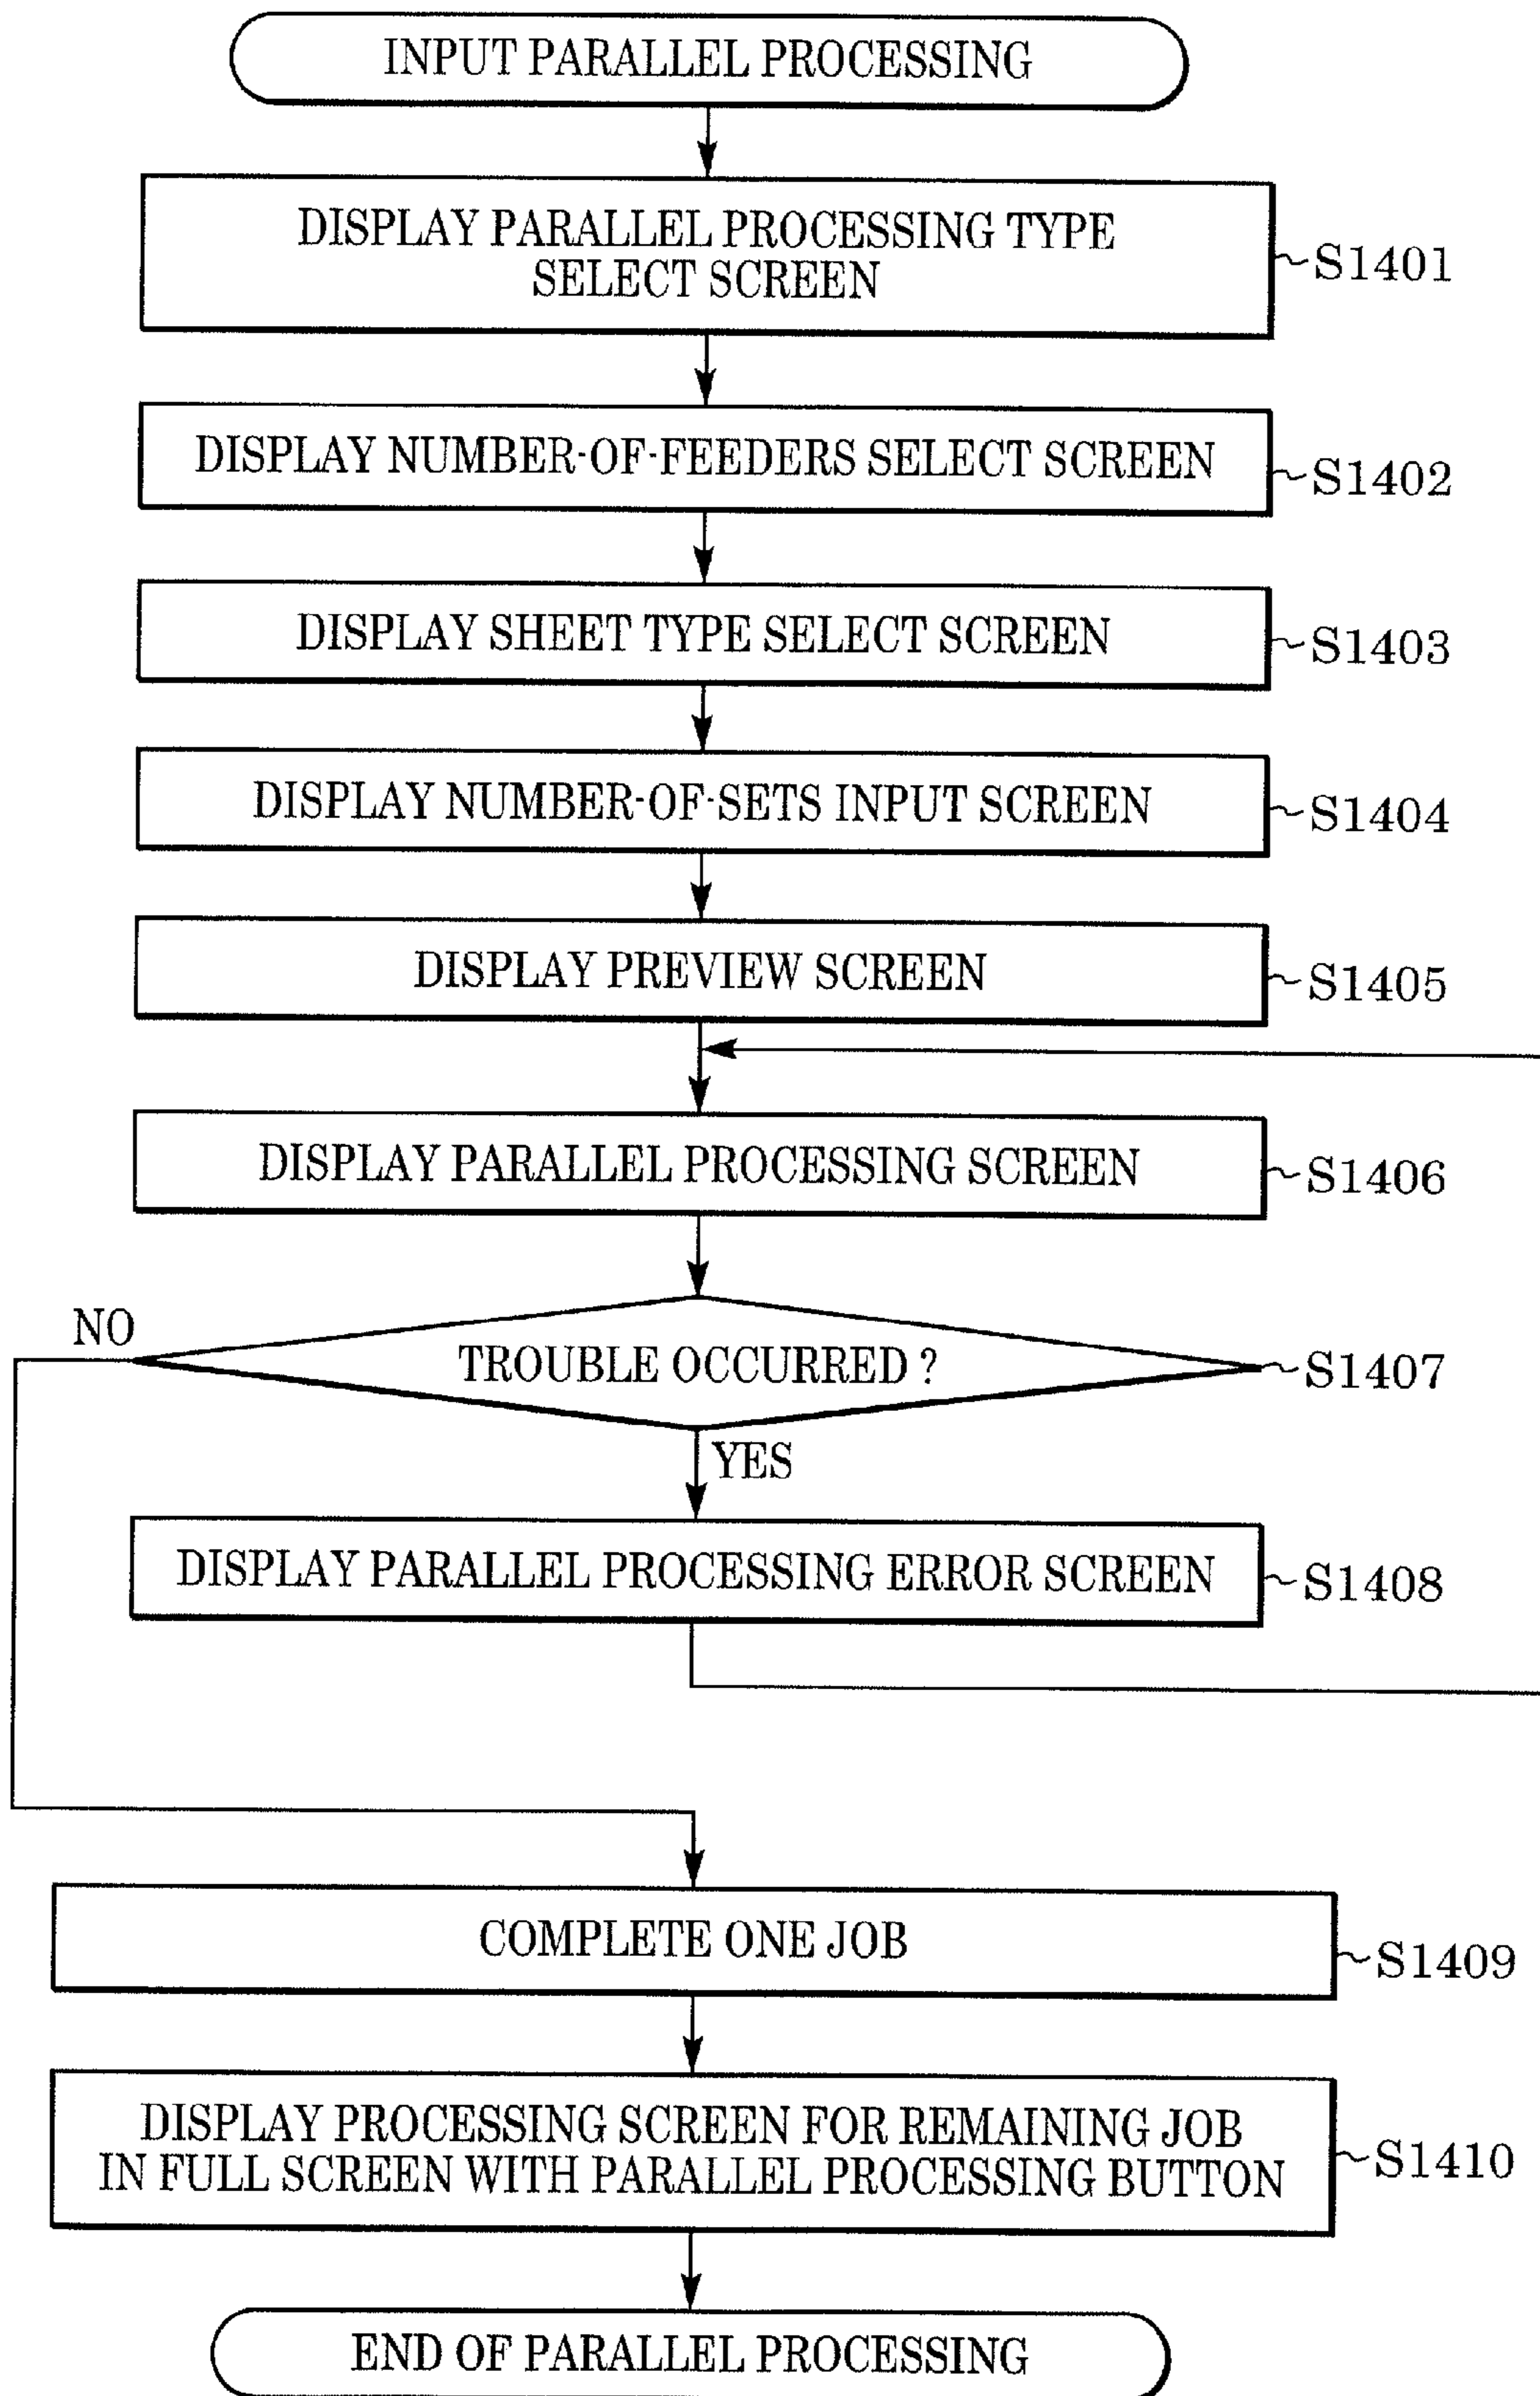 INPUT PARALLEL PROCESSING
DISPLAY PARALLEL PROCESSING TYPE
SELECT SCREEN
S1401
DISPLAY NUMBER-OF-FEEDERS SELECT SCREEN
S1402
DISPLAY SHEET TYPE SELECT SCREEN
S1403
DISPLAY NUMBER-OF-SETS INPUT SCREEN
S1404
DISPLAY PREVIEW SCREEN
S1405
DISPLAY PARALLEL PROCESSING SCREEN
S1406
NO
TROUBLE OCCURRED ?
S1407
YES
DISPLAY PARALLEL PROCESSING ERROR SCREEN
S1408
COMPLETE ONE JOB
S1409
DISPLAY PROCESSING SCREEN FOR REMAINING JOB
IN FULL SCREEN WITH PARALLEL PROCESSING BUTTON
S1410
END OF PARALLEL PROCESSING